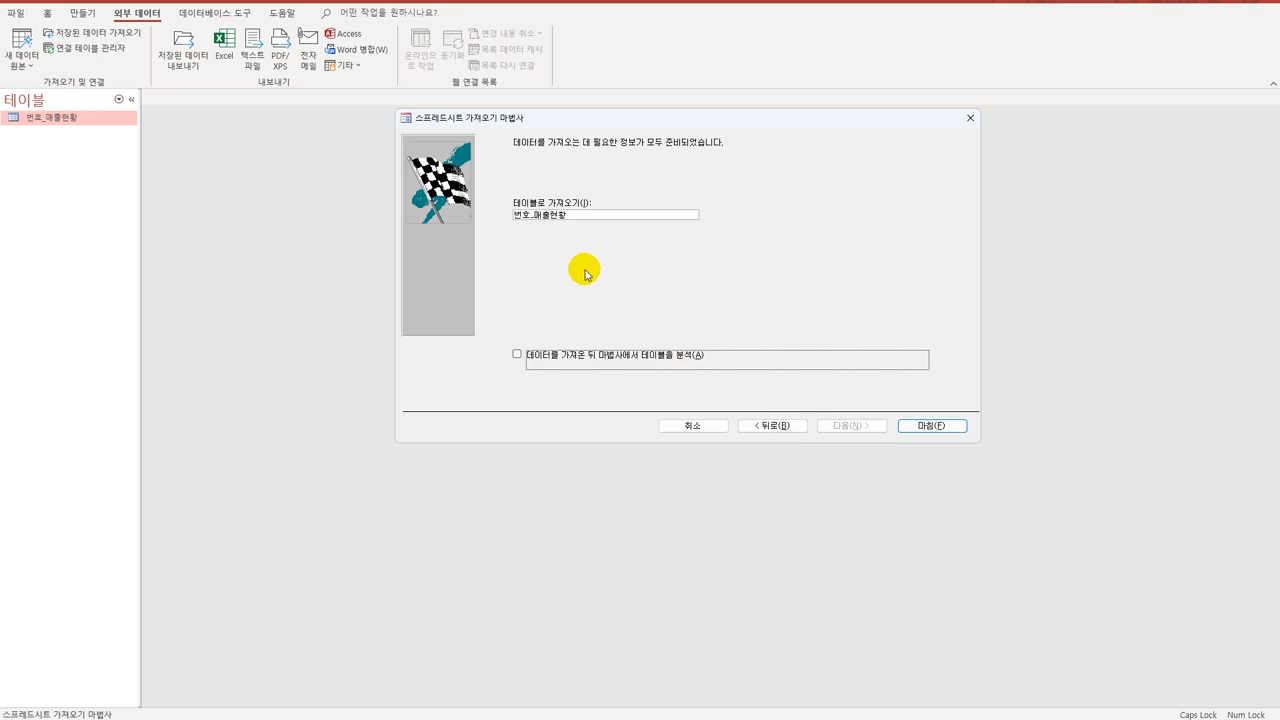 파일 홈 만들기 외부 데이터 데이터베이스 도구 도움말 어떤 작업을 원하시나요?
새 데이터 원본
저장된 데이터 가져오기
연결 테이블 관리자
가져오기 및 연결
저장된 데이터 내보내기
Excel
텍스트 파일
PDF/ XPS
전자 메일
Access
Word 병합(W)
기타
내보내기
온라인으로 작업
동기화
변경 내용 취소
목록 데이터 캐시
목록 다시 연결
웹 연결 목록
테이블
번호_매출현황
스프레드시트 가져오기 마법사
데이터를 가져오는 데 필요한 정보가 모두 준비되었습니다.
테이블로 가져오기(I):
번호_매출현황
데이터를 가져온 뒤 마법사에서 테이블을 분석(A)
취소 < 뒤로(B) 다음(N) > 마침(F)
스프레드시트 가져오기 마법사 Caps Lock Num Lock